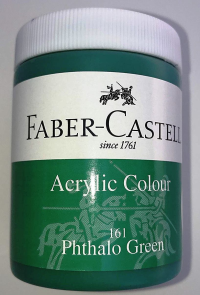 FABER-CASTELL
since 1761
Acrylic Colour
161
Phthalo Green